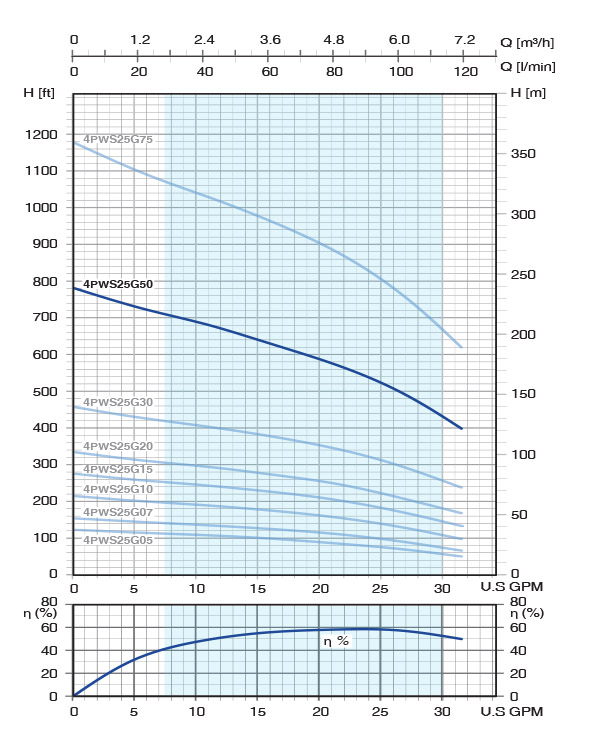 0 1.2 2.4 3.6 4.8 6.0 7.2 Q [m³/h]
0 20 40 60 80 100 120 Q [l/min]
H [ft] H [m]
1200
1100
1000
900
800
700
600
500
400
300
200
100
0
350
300
250
200
150
100
50
0
4PWS25G75
4PWS25G50
4PWS25G30
4PWS25G20
4PWS25G15
4PWS25G10
4PWS25G07
4PWS25G05
0 5 10 15 20 25 30 U.S GPM
80 80
η (%) η (%)
60 60
40 40
20 20
0 0
η %
0 5 10 15 20 25 30 U.S GPM